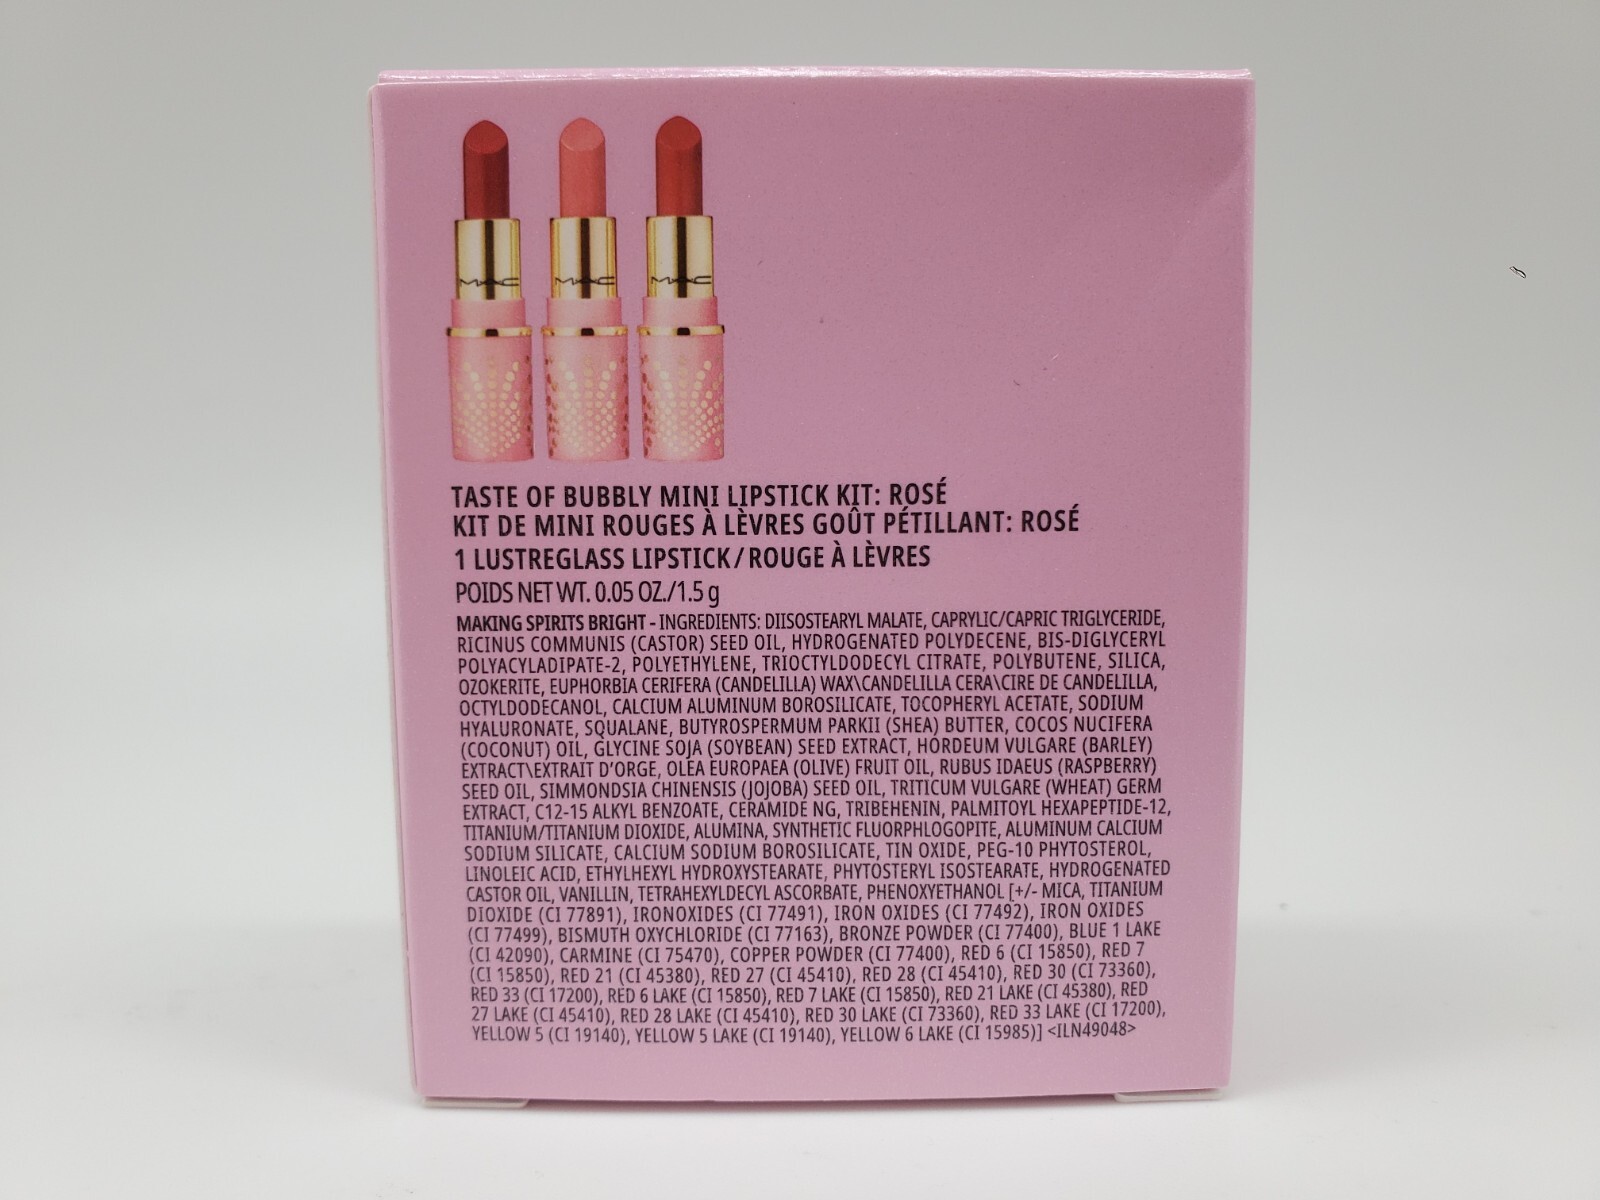 MAC MAC MAC
TASTE OF BUBBLY MINI LIPSTICK KIT: ROSÉ
KIT DE MINI ROUGES À LÈVRES GOÛT PÉTILLANT: ROSÉ
1 LUSTREGLASS LIPSTICK/ROUGE À LÈVRES
POIDS NET WT. 0.05 OZ./1.5 g
MAKING SPIRITS BRIGHT - INGREDIENTS: DIISOSTEARYL MALATE, CAPRYLIC/CAPRIC TRIGLYCERIDE,
RICINUS COMMUNIS (CASTOR) SEED OIL, HYDROGENATED POLYDECENE, BIS-DIGLYCERYL
POLYACYLADIPATE-2, POLYETHYLENE, TRIOCTYLDODECYL CITRATE, POLYBUTENE, SILICA,
OZOKERITE, EUPHORBIA CERIFERA (CANDELILLA) WAX\CANDELILLA CERA\CIRE DE CANDELILLA,
OCTYLDODECANOL, CALCIUM ALUMINUM BOROSILICATE, TOCOPHERYL ACETATE, SODIUM
HYALURONATE, SQUALANE, BUTYROSPERMUM PARKII (SHEA) BUTTER, COCOS NUCIFERA
(COCONUT) OIL, GLYCINE SOJA (SOYBEAN) SEED EXTRACT, HORDEUM VULGARE (BARLEY)
EXTRACT\EXTRAIT D'ORGE, OLEA EUROPAEA (OLIVE) FRUIT OIL, RUBUS IDAEUS (RASPBERRY)
SEED OIL, SIMMONDSIA CHINENSIS (JOJOBA) SEED OIL, TRITICUM VULGARE (WHEAT) GERM
EXTRACT, C12-15 ALKYL BENZOATE, CERAMIDE NG, TRIBEHENIN, PALMITOYL HEXAPEPTIDE-12,
TITANIUM/TITANIUM DIOXIDE, ALUMINA, SYNTHETIC FLUORPHLOGOPITE, ALUMINUM CALCIUM
SODIUM SILICATE, CALCIUM SODIUM BOROSILICATE, TIN OXIDE, PEG-10 PHYTOSTEROL,
LINOLEIC ACID, ETHYLHEXYL HYDROXYSTEARATE, PHYTOSTERYL ISOSTEARATE, HYDROGENATED
CASTOR OIL, VANILLIN, TETRAHEXYLDECYL ASCORBATE, PHENOXYETHANOL [+/- MICA, TITANIUM
DIOXIDE (CI 77891), IRONOXIDES (CI 77491), IRON OXIDES (CI 77492), IRON OXIDES
(CI 77499), BISMUTH OXYCHLORIDE (CI 77163), BRONZE POWDER (CI 77400), BLUE 1 LAKE
(CI 42090), CARMINE (CI 75470), COPPER POWDER (CI 77400), RED 6 (CI 15850), RED 7
(CI 15850), RED 21 (CI 45380), RED 27 (CI 45410), RED 28 (CI 45410), RED 30 (CI 73360),
RED 33 (CI 17200), RED 6 LAKE (CI 15850), RED 7 LAKE (CI 15850), RED 21 LAKE (CI 45380), RED
27 LAKE (CI 45410), RED 28 LAKE (CI 45410), RED 30 LAKE (CI 73360), RED 33 LAKE (CI 17200),
YELLOW 5 (CI 19140), YELLOW 5 LAKE (CI 19140), YELLOW 6 LAKE (CI 15985)] <ILN49048>